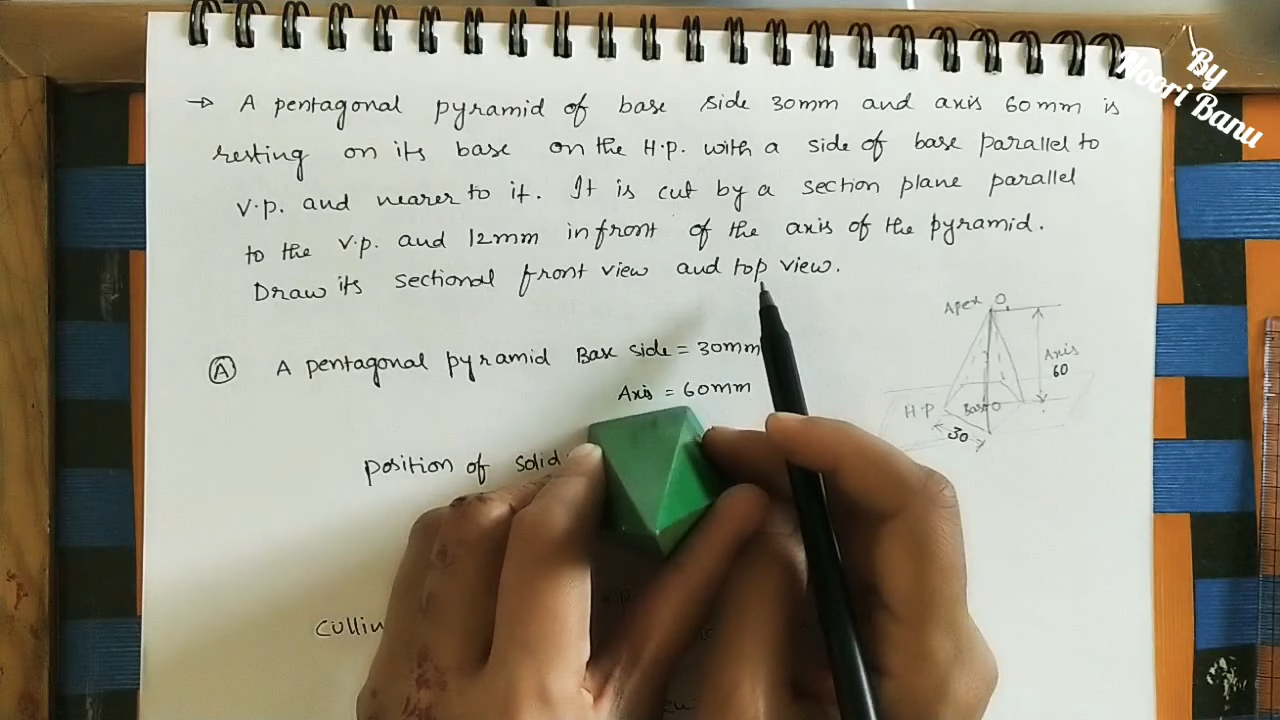 By
Noori Banu
→ A pentagonal pyramid of base side 30mm and axis 60mm is
resting on its base on the H.p. with a side of base parallel to
V.p. and nearer to it. It is cut by a section plane parallel
to the V.p. and 12mm infront of the axis of the pyramid.
Draw its sectional front view and top view.
Apex O,
Axis
60
H.P
Base O
30
Ⓐ A pentagonal pyramid Base side = 30mm
Axis = 60mm
position of solid